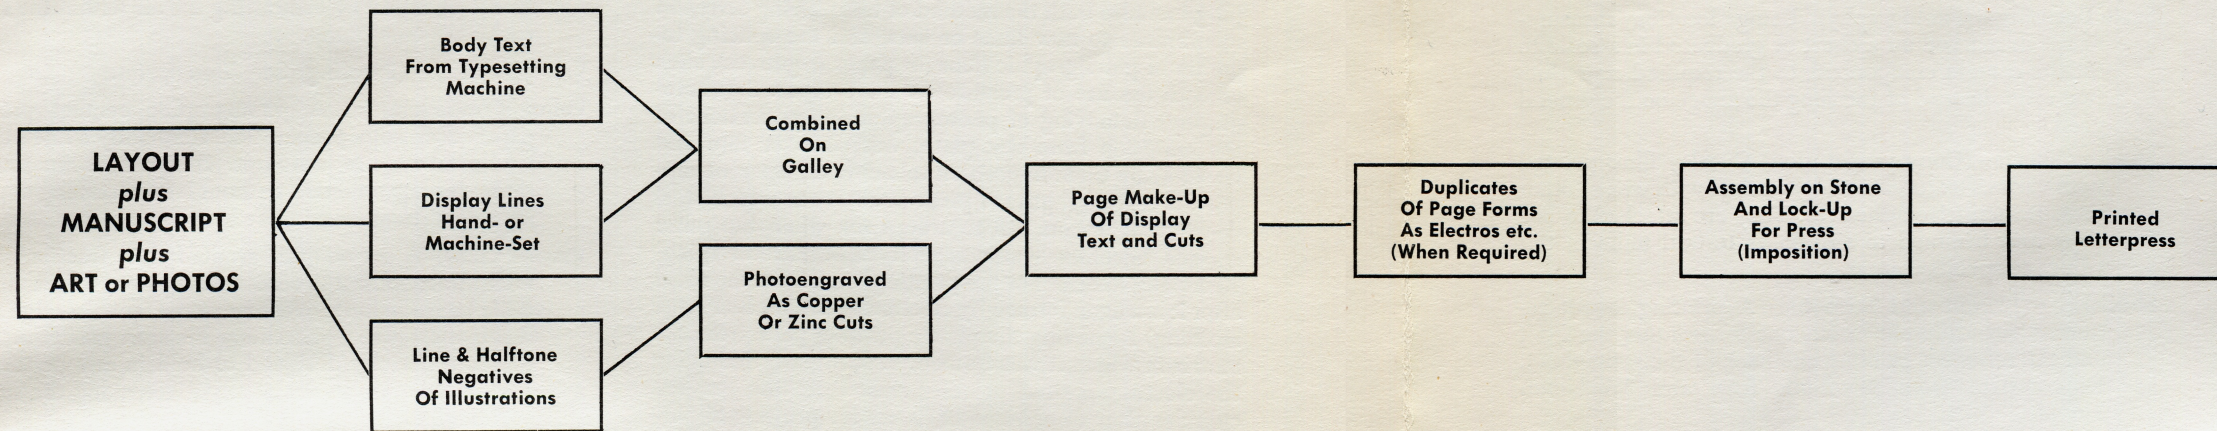 LAYOUT
plus
MANUSCRIPT
plus
ART or PHOTOS
Body Text
From Typesetting
Machine
Display Lines
Hand- or
Machine-Set
Line & Halftone
Negatives
Of Illustrations
Combined
On
Galley
Photoengraved
As Copper
Or Zinc Cuts
Page Make-Up
Of Display
Text and Cuts
Duplicates
Of Page Forms
As Electros etc.
(When Required)
Assembly on Stone
And Lock-Up
For Press
(Imposition)
Printed
Letterpress